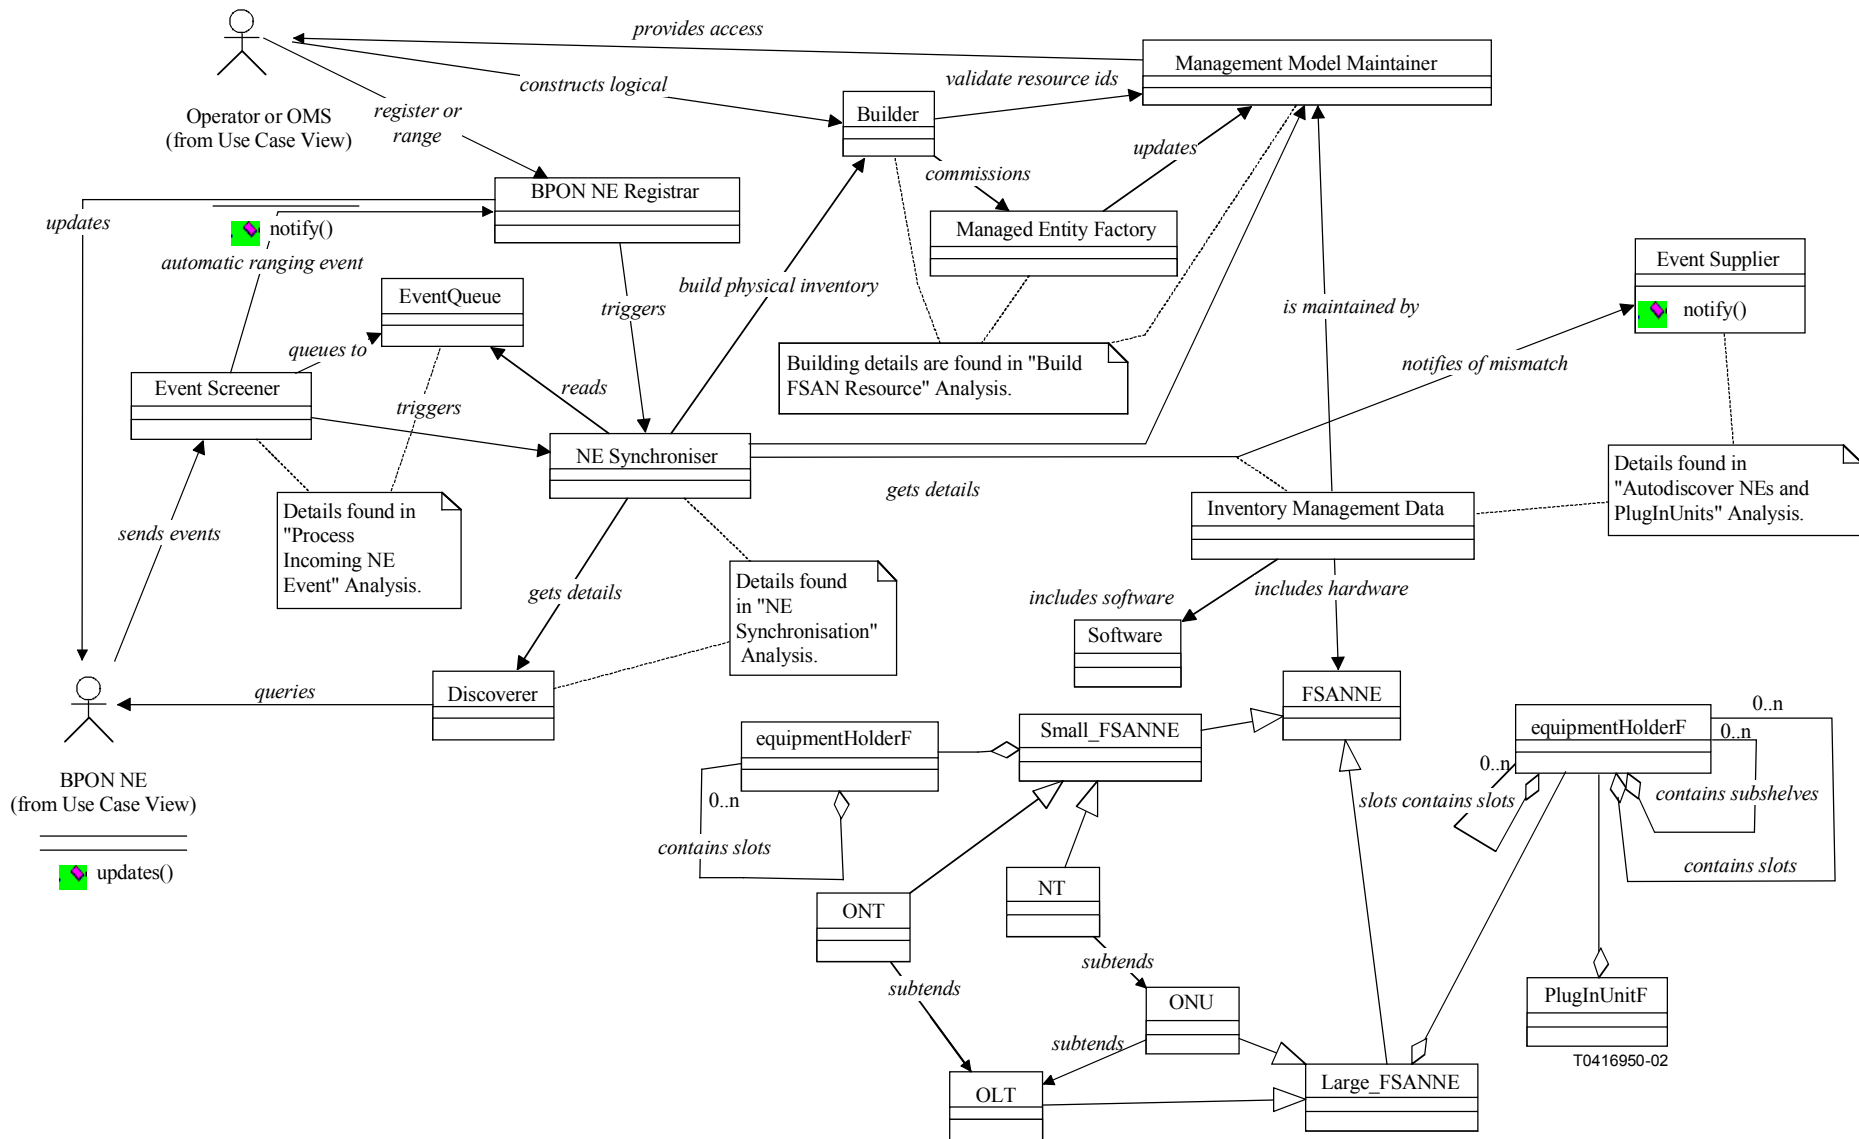 provides access
Management Model Maintainer
validate resource ids
constructs logical
register or
range
Builder
Operator or OMS
(from Use Case View)
updates
commissions
BPON NE Registrar
updates
notify()
automatic ranging event
Managed Entity Factory
Event Supplier
notify()
EventQueue
build physical inventory
triggers
is maintained by
queues to
Building details are found in "Build
FSAN Resource" Analysis.
notifies of mismatch
Event Screener
reads
triggers
NE Synchroniser
gets details
Details found in
"Autodiscover NEs and
PlugInUnits" Analysis.
Inventory Management Data
sends events
Details found in
"Process
Incoming NE
Event" Analysis.
gets details
Details found
in "NE
Synchronisation"
Analysis.
includes software
includes hardware
Software
queries
Discoverer
FSANNE
equipmentHolderF
Small_FSANNE
equipmentHolderF
0..n
0..n
0..n
BPON NE
(from Use Case View)
0..n
slots contains slots
contains subshelves
contains slots
contains slots
updates()
NT
ONT
subtends
subtends
ONU
PlugInUnitF
subtends
T0416950-02
OLT
Large_FSANNE